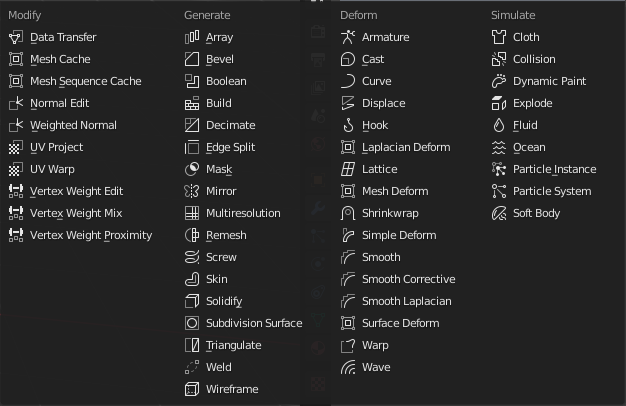 Modify
Data Transfer
Mesh Cache
Mesh Sequence Cache
Normal Edit
Weighted Normal
UV Project
UV Warp
Vertex Weight Edit
Vertex Weight Mix
Vertex Weight Proximity
Generate
Array
Bevel
Boolean
Build
Decimate
Edge Split
Mask
Mirror
Multiresolution
Remesh
Screw
Skin
Solidify
Subdivision Surface
Triangulate
Weld
Wireframe
Deform
Armature
Cast
Curve
Displace
Hook
Laplacian Deform
Lattice
Mesh Deform
Shrinkwrap
Simple Deform
Smooth
Smooth Corrective
Smooth Laplacian
Surface Deform
Warp
Wave
Simulate
Cloth
Collision
Dynamic Paint
Explode
Fluid
Ocean
Particle Instance
Particle System
Soft Body